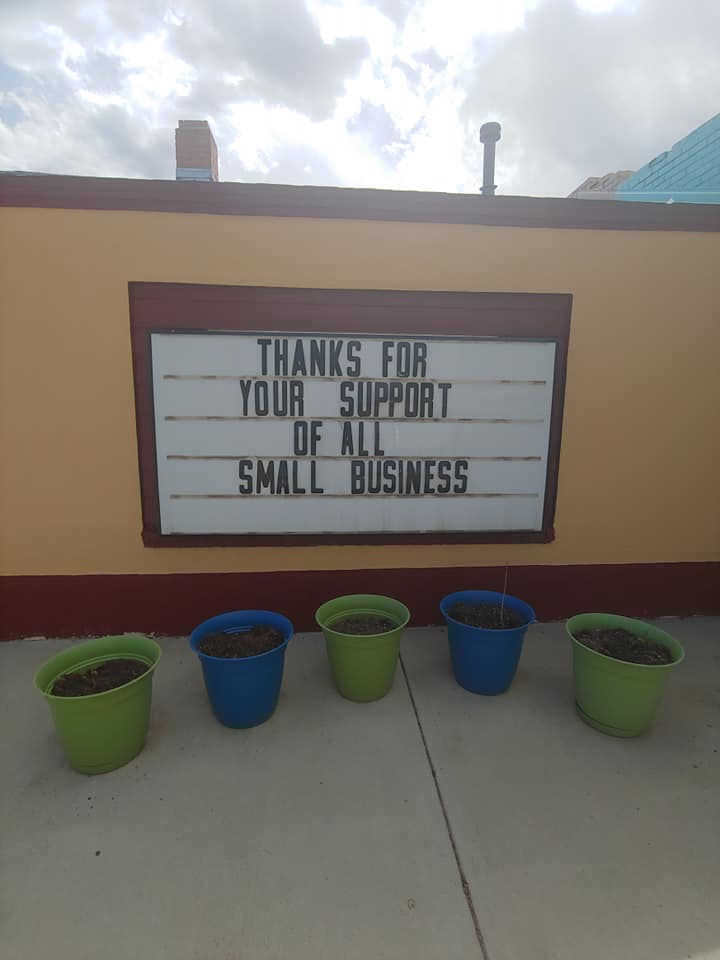 THANKS FOR
YOUR SUPPORT
OF ALL
SMALL BUSINESS